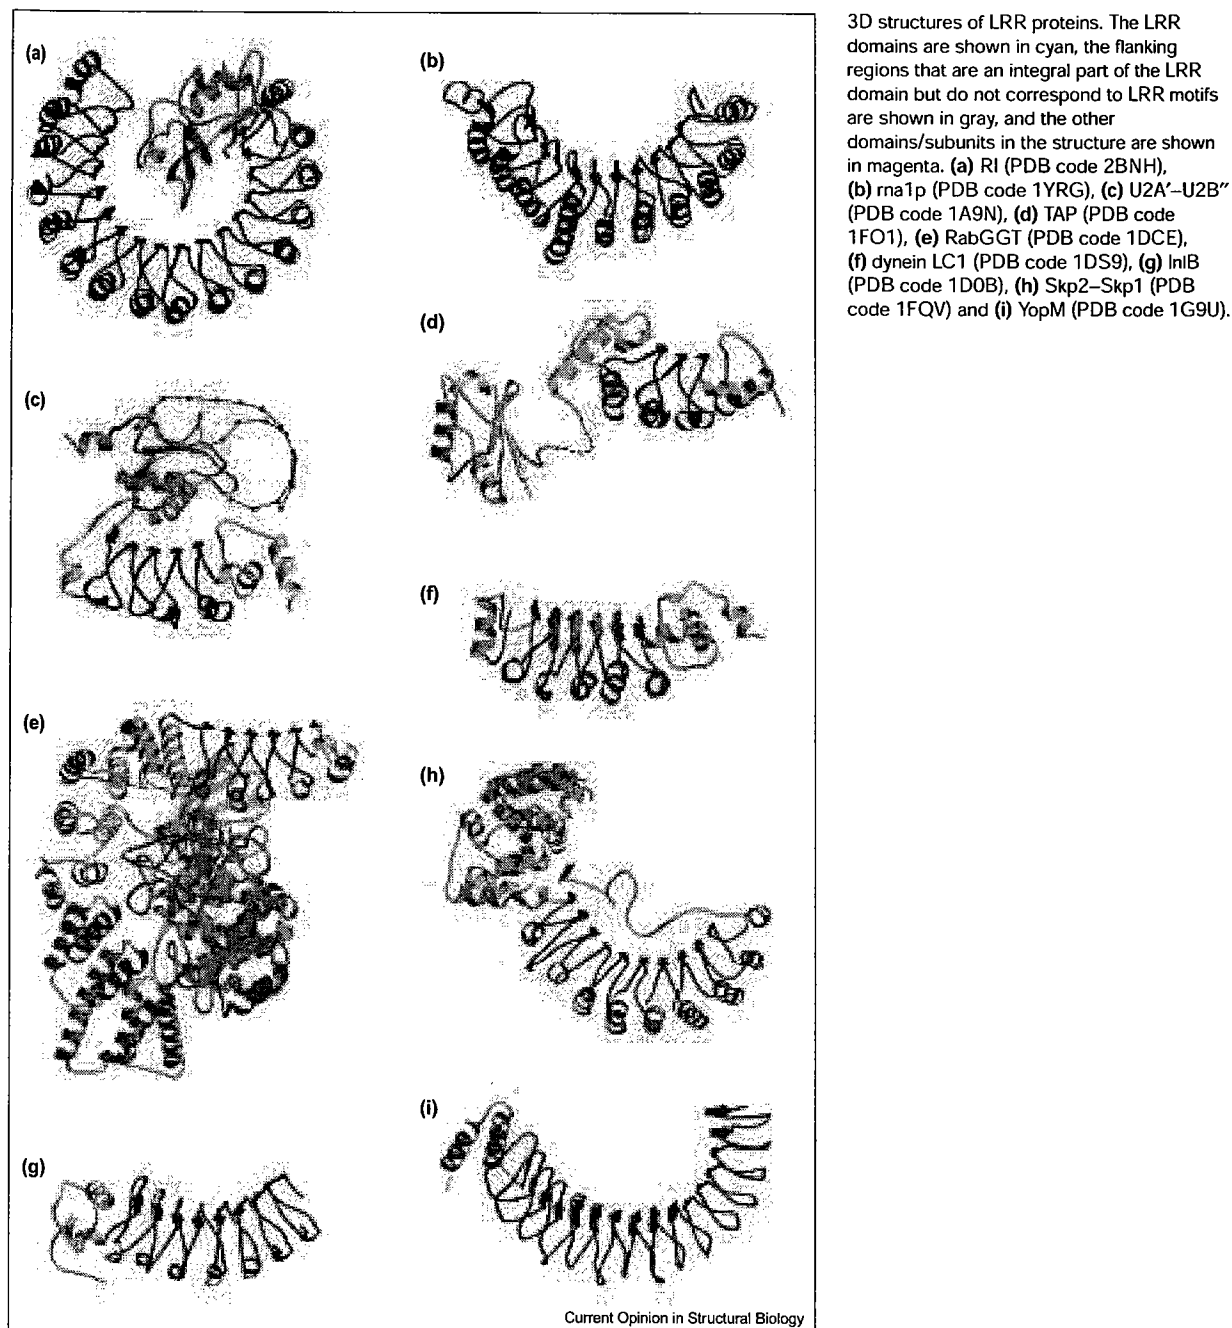 (a)
(b)
(c)
(d)
(e)
(f)
(g)
(h)
(i)
Current Opinion in Structural Biology
3D structures of LRR proteins. The LRR
domains are shown in cyan, the flanking
regions that are an integral part of the LRR
domain but do not correspond to LRR motifs
are shown in gray, and the other
domains/subunits in the structure are shown
in magenta. (a) RI (PDB code 2BNH),
(b) rna1p (PDB code 1YRG), (c) U2A′–U2B″
(PDB code 1A9N), (d) TAP (PDB code
1FO1), (e) RabGGT (PDB code 1DCE),
(f) dynein LC1 (PDB code 1DS9), (g) InlB
(PDB code 1D0B), (h) Skp2–Skp1 (PDB
code 1FQV) and (i) YopM (PDB code 1G9U).